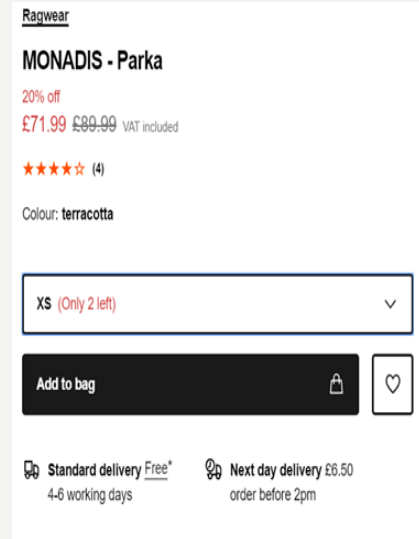 Ragwear
MONADIS - Parka
20% off
£71.99 £89.99 VAT included
(4)
Colour: terracotta
XS (Only 2 left)
Add to bag
Standard delivery Free*
4-6 working days
Next day delivery £6.50
order before 2pm